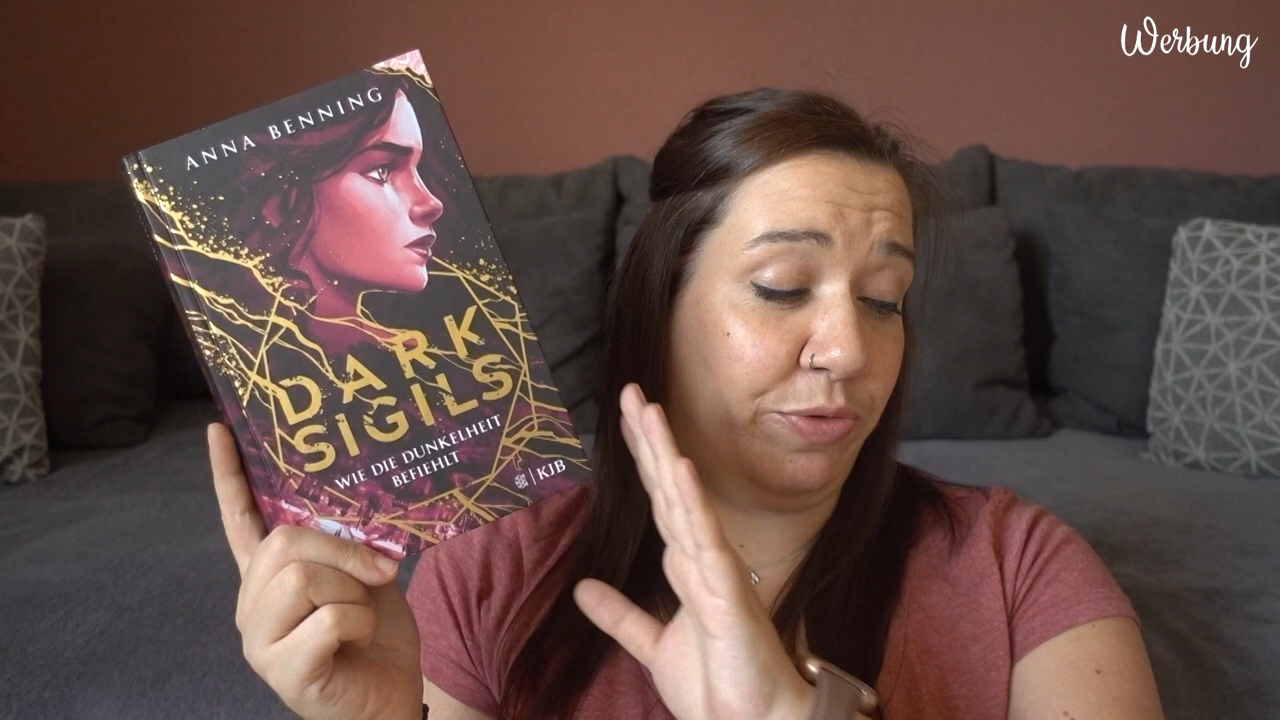 Werbung
ANNA BENNING
DARK
SIGILS
WIE DIE DUNKELHEIT
BEFIEHLT
KJB